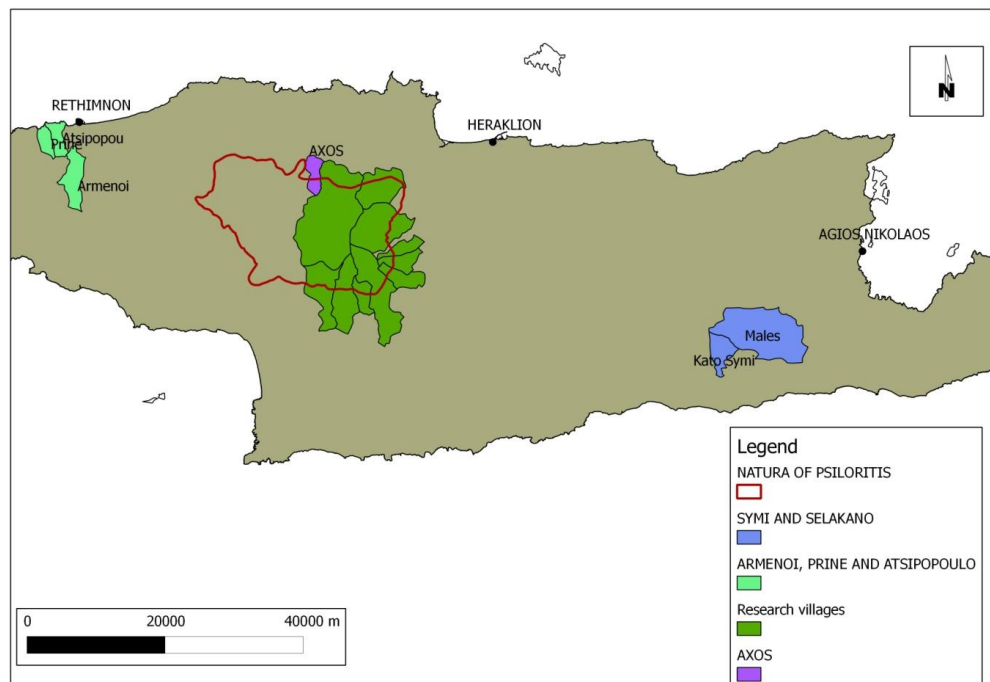 N
RETHIMNON
Atsipopou
Prine
HERAKLION
AXOS
Armenoi
AGIOS NIKOLAOS
Males
Kato Symi
Legend
NATURA OF PSILORITIS
SYMI AND SELAKANO
ARMENOI, PRINE AND ATSIPOPOULO
Research villages
AXOS
0 20000 40000 m